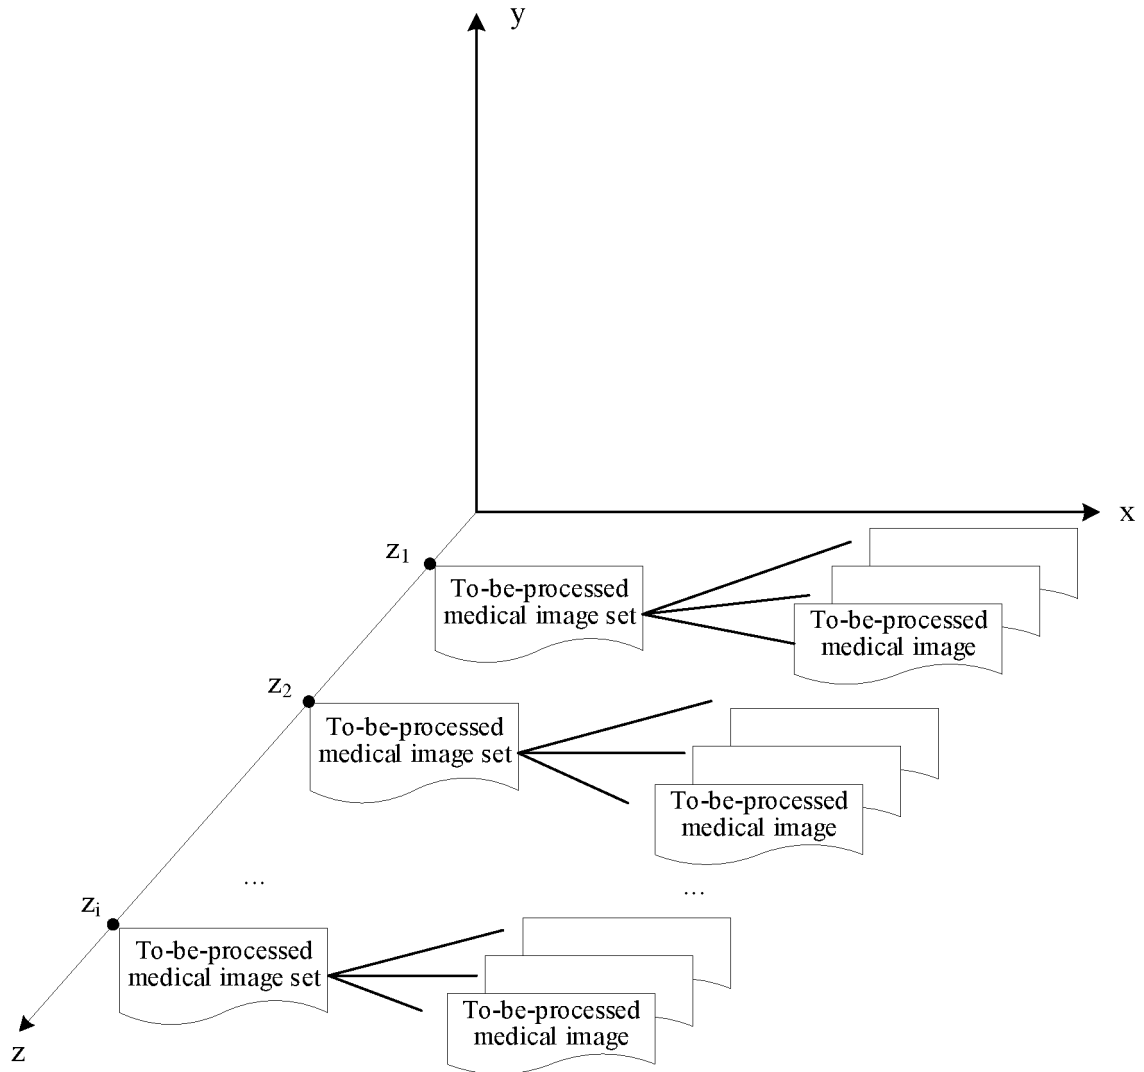 y
x
z₁
To-be-processed
medical image set
To-be-processed
medical image
z₂
To-be-processed
medical image set
To-be-processed
medical image
...
...
zᵢ
To-be-processed
medical image set
To-be-processed
medical image
z